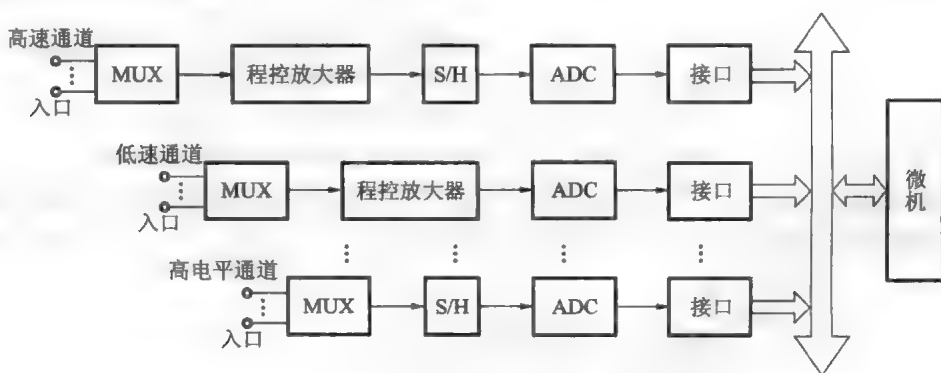 高速通道
MUX
程控放大器
S/H
ADC
接口
入口
低速通道
MUX
程控放大器
ADC
接口
入口
微机
高电平通道
MUX
S/H
ADC
接口
入口